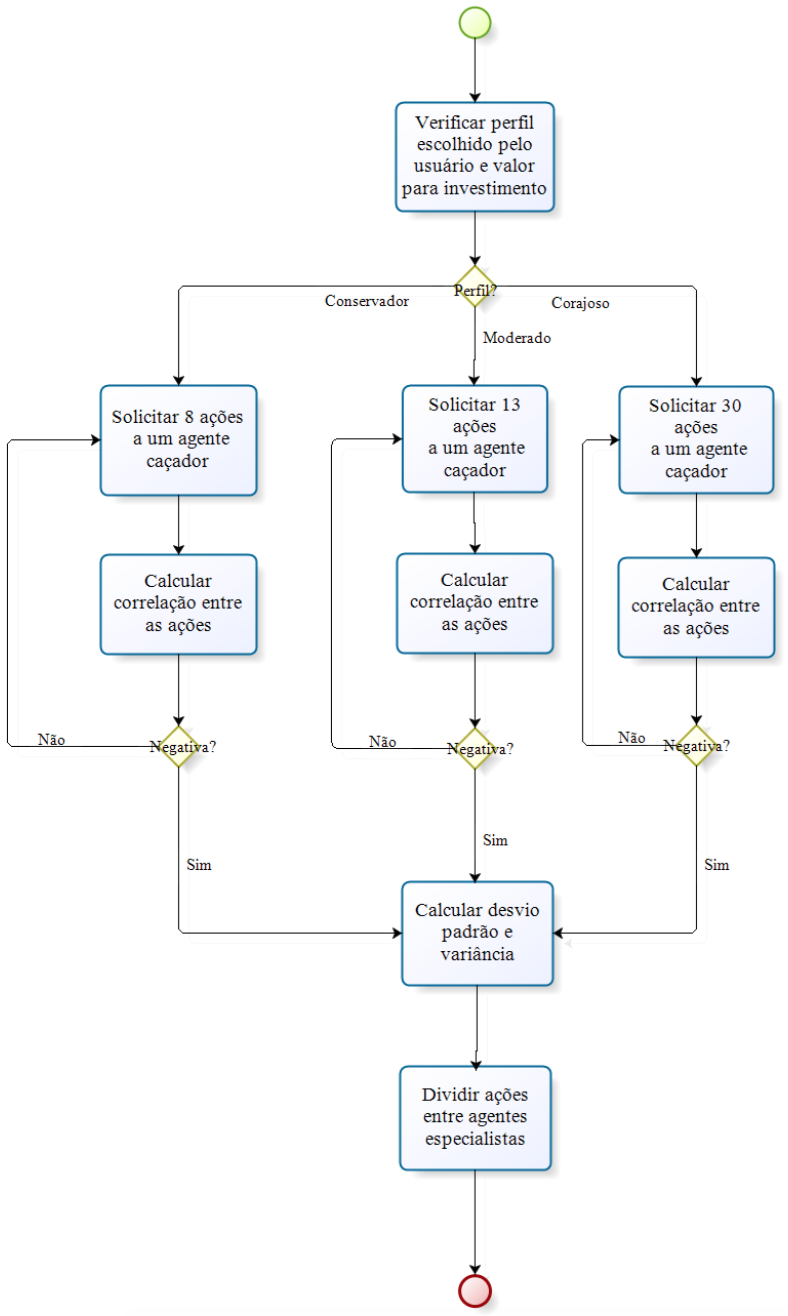 Verificar perfil
escolhido pelo
usuário e valor
para investimento
Perfil?
Conservador
Corajoso
Moderado
Solicitar 8 ações
a um agente
caçador
Solicitar 13
ações
a um agente
caçador
Solicitar 30
ações
a um agente
caçador
Calcular
correlação entre
as ações
Calcular
correlação entre
as ações
Calcular
correlação entre
as ações
Não
Negativa?
Não
Negativa?
Não
Negativa?
Sim
Sim
Sim
Calcular desvio
padrão e
variância
Dividir ações
entre agentes
especialistas